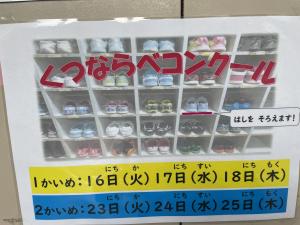 くつならべコンクール
はしを そろえます!
にち か にち すい にち もく
1かいめ:16日(火)17日(水)18日(木)
にち か にち すい にち もく
2かいめ:23日(火)24日(水)25日(木)